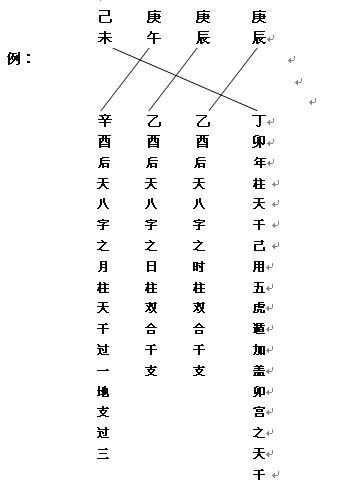 例：
己未
庚午
庚辰
庚辰
辛酉后天八字之月柱天干过一地支过三
乙酉后天八字之日柱双合干支
乙酉后天八字之时柱双合干支
丁卯年柱天干己用五虎遁加盖卯宫之天干